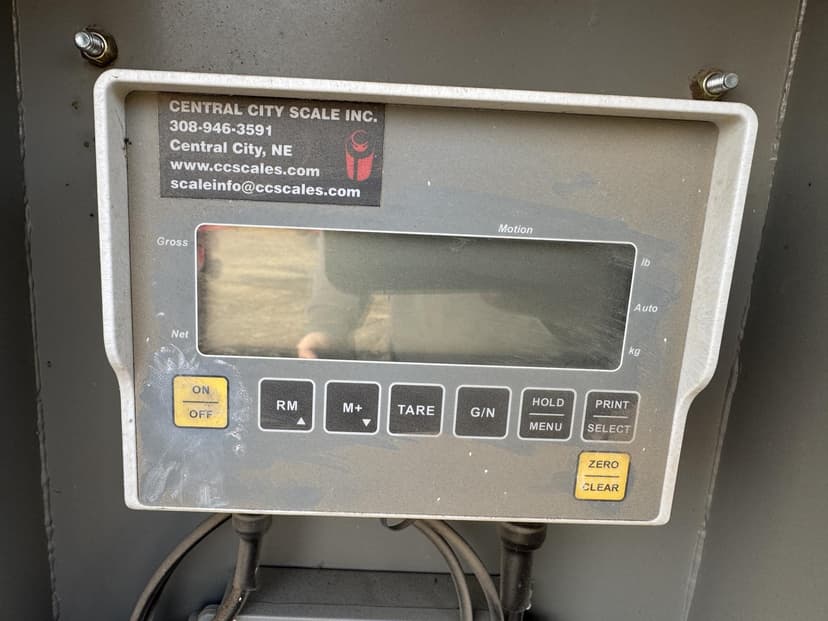 CENTRAL CITY SCALE INC.
308-946-3591
Central City, NE
www.ccscales.com
scaleinfo@ccscales.com
Motion
Gross
lb
Auto
Net
kg
ON
OFF
RM ▲
M+ ▼
TARE
G/N
HOLD
MENU
PRINT
SELECT
ZERO
CLEAR